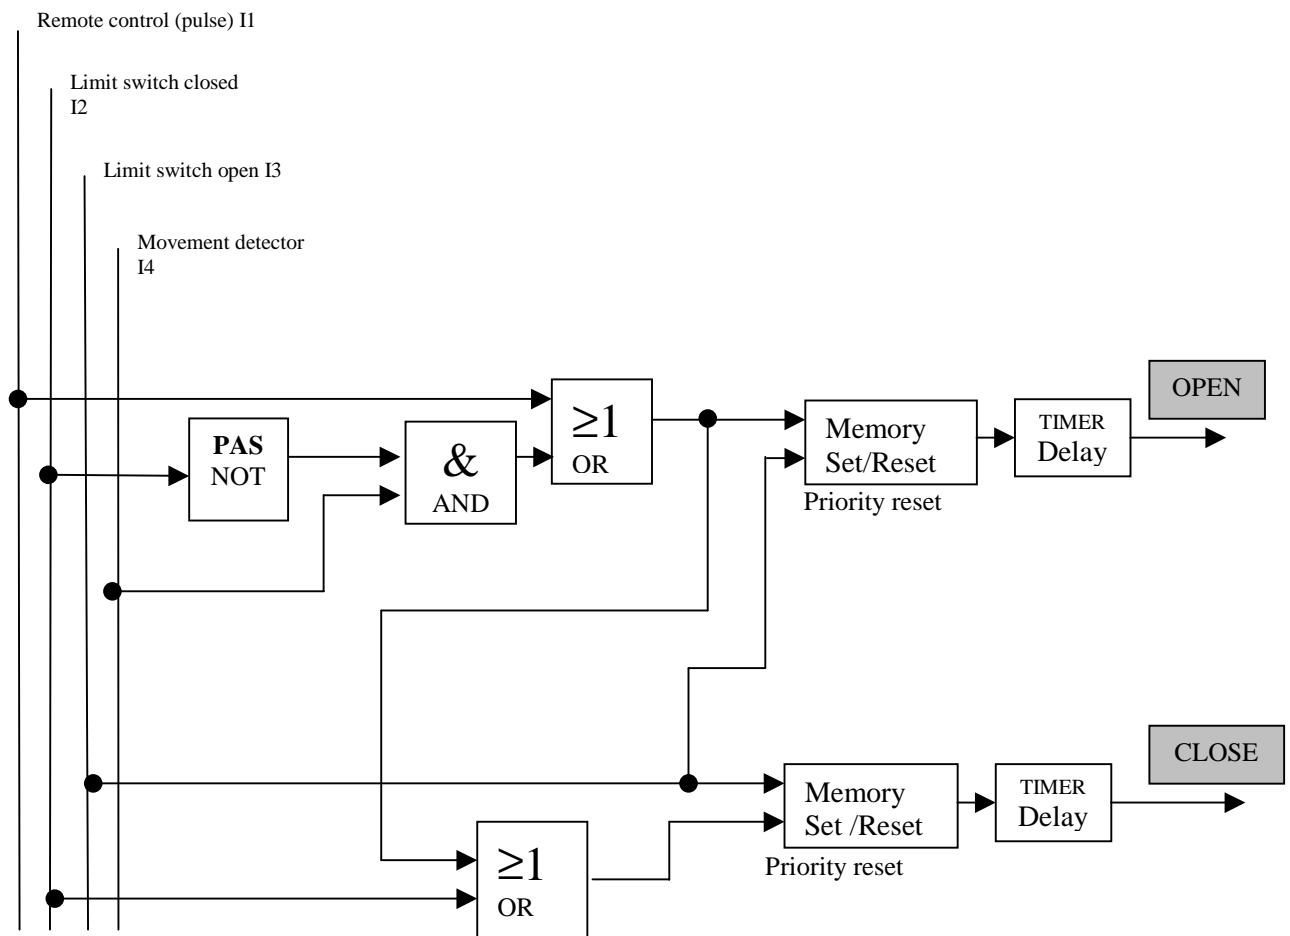 Remote control (pulse) I1
Limit switch closed
I2
Limit switch open I3
Movement detector
I4
OPEN
≥1
OR
PAS
NOT
&
AND
Memory
Set/Reset
Priority reset
TIMER
Delay
CLOSE
Memory
Set /Reset
Priority reset
TIMER
Delay
≥1
OR